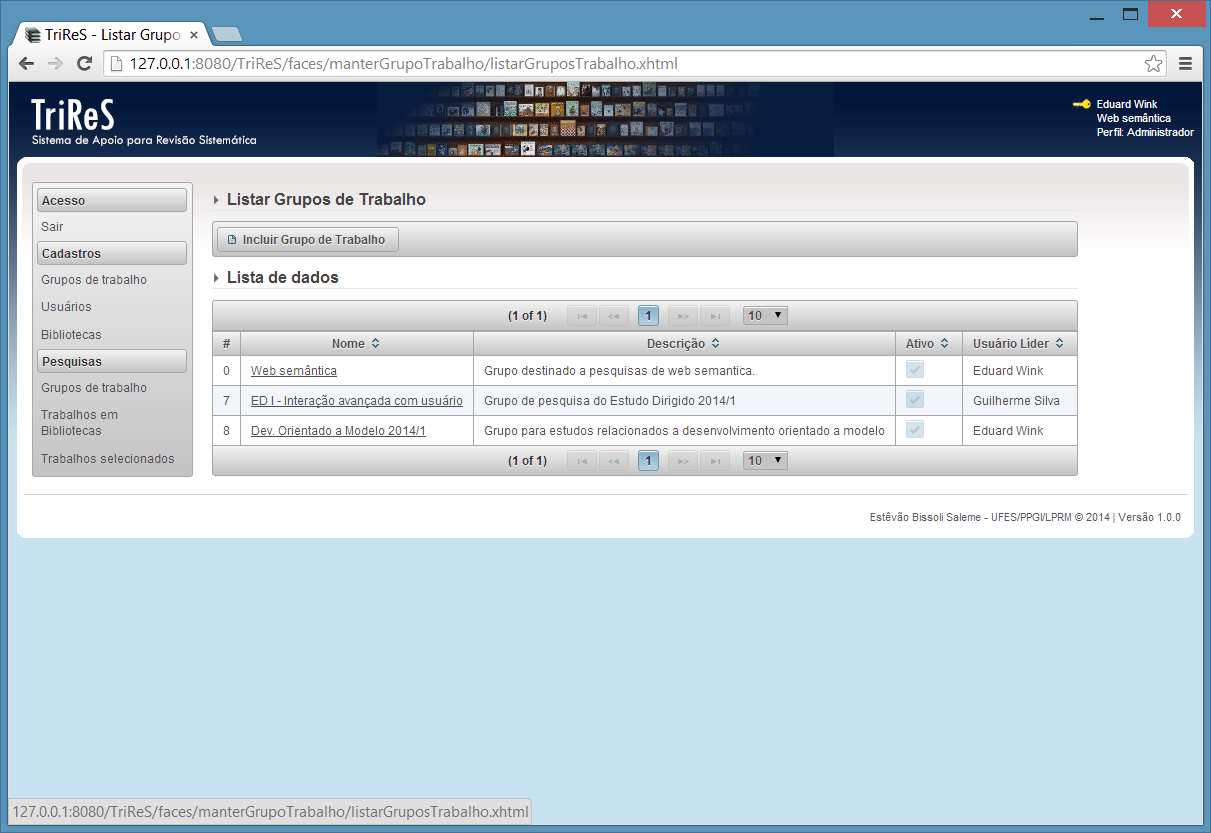 TriReS - Listar Grupo
127.0.0.1:8080/TriReS/faces/manterGrupoTrabalho/listarGruposTrabalho.xhtml
TriReS
Sistema de Apoio para Revisão Sistemática
Eduard Wink
Web semântica
Perfil: Administrador
Acesso
Sair
Cadastros
Grupos de trabalho
Usuários
Bibliotecas
Pesquisas
Grupos de trabalho
Trabalhos em
Bibliotecas
Trabalhos selecionados
Listar Grupos de Trabalho
Incluir Grupo de Trabalho
Lista de dados
(1 of 1) 1 10
# Nome Descrição Ativo Usuário Lider
0 Web semântica Grupo destinado a pesquisas de web semantica. Eduard Wink
7 ED I - Interação avançada com usuário Grupo de pesquisa do Estudo Dirigido 2014/1 Guilherme Silva
8 Dev. Orientado a Modelo 2014/1 Grupo para estudos relacionados a desenvolvimento orientado a modelo Eduard Wink
(1 of 1) 1 10
Estêvão Bissoli Saleme - UFES/PPGI/LPRM © 2014 | Versão 1.0.0
127.0.0.1:8080/TriReS/faces/manterGrupoTrabalho/listarGruposTrabalho.xhtml